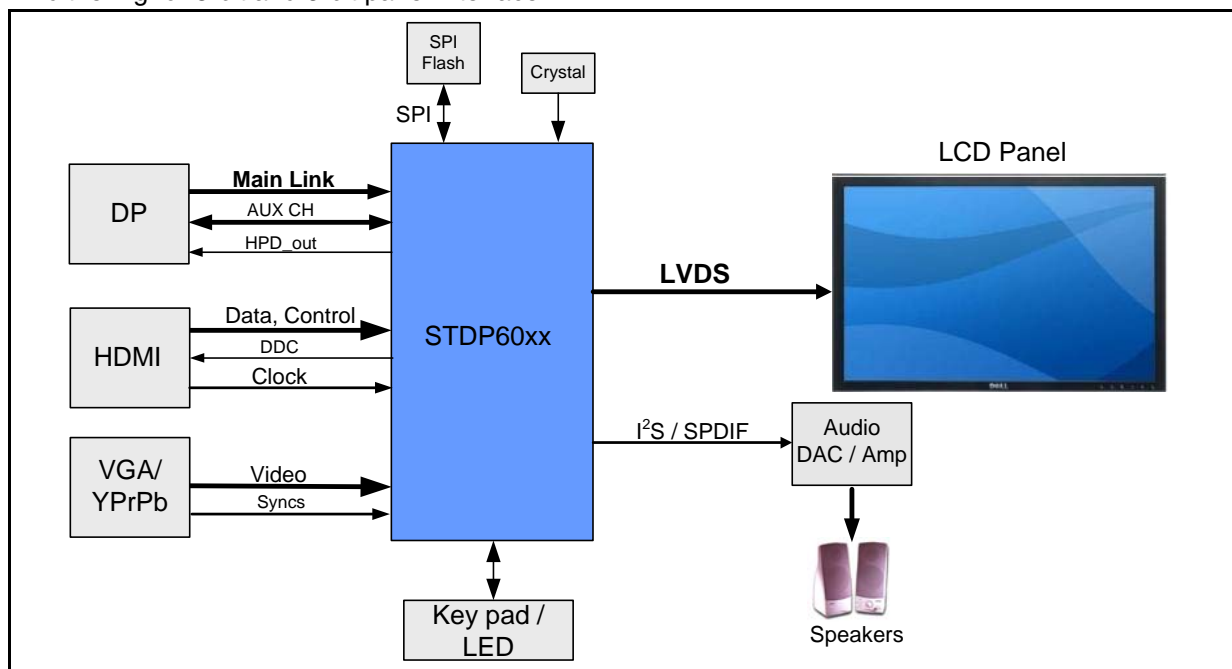 SPI
Flash
Crystal
SPI
LCD Panel
DP
Main Link
AUX CH
HPD_out
LVDS
HDMI
Data, Control
DDC
Clock
STDP60xx
DELL
I²S / SPDIF
Audio
DAC / Amp
VGA/
YPrPb
Video
Syncs
Key pad /
LED
Speakers